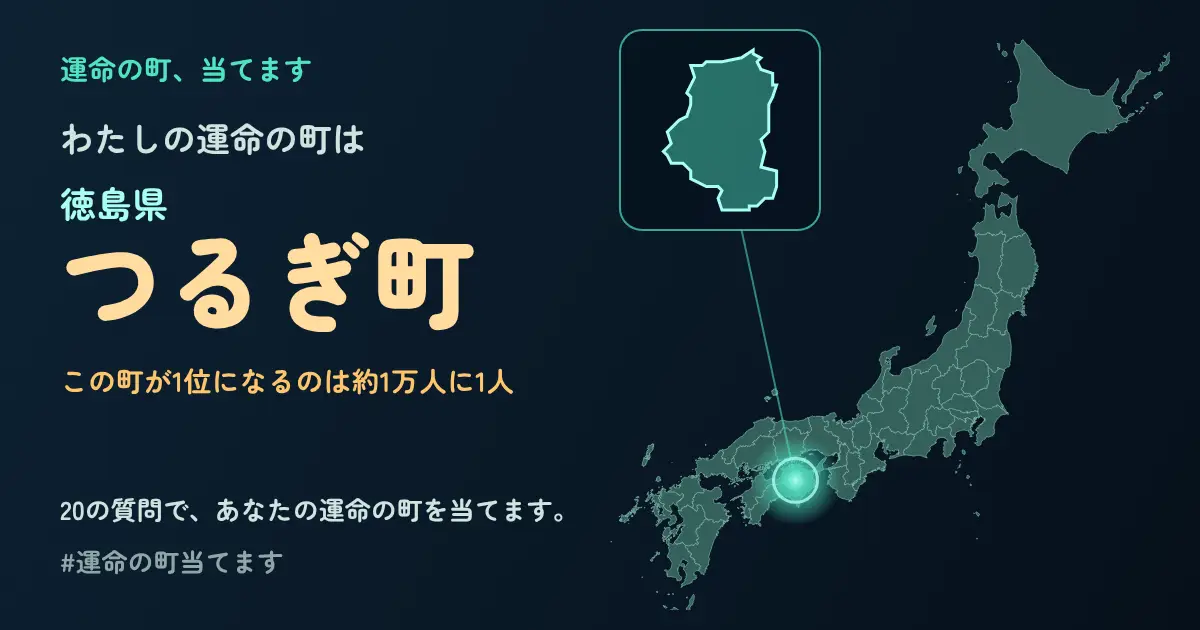 運命の町、当てます
わたしの運命の町は
徳島県
つるぎ町
この町が1位になるのは約1万人に1人
20の質問で、あなたの運命の町を当てます。
#運命の町当てます